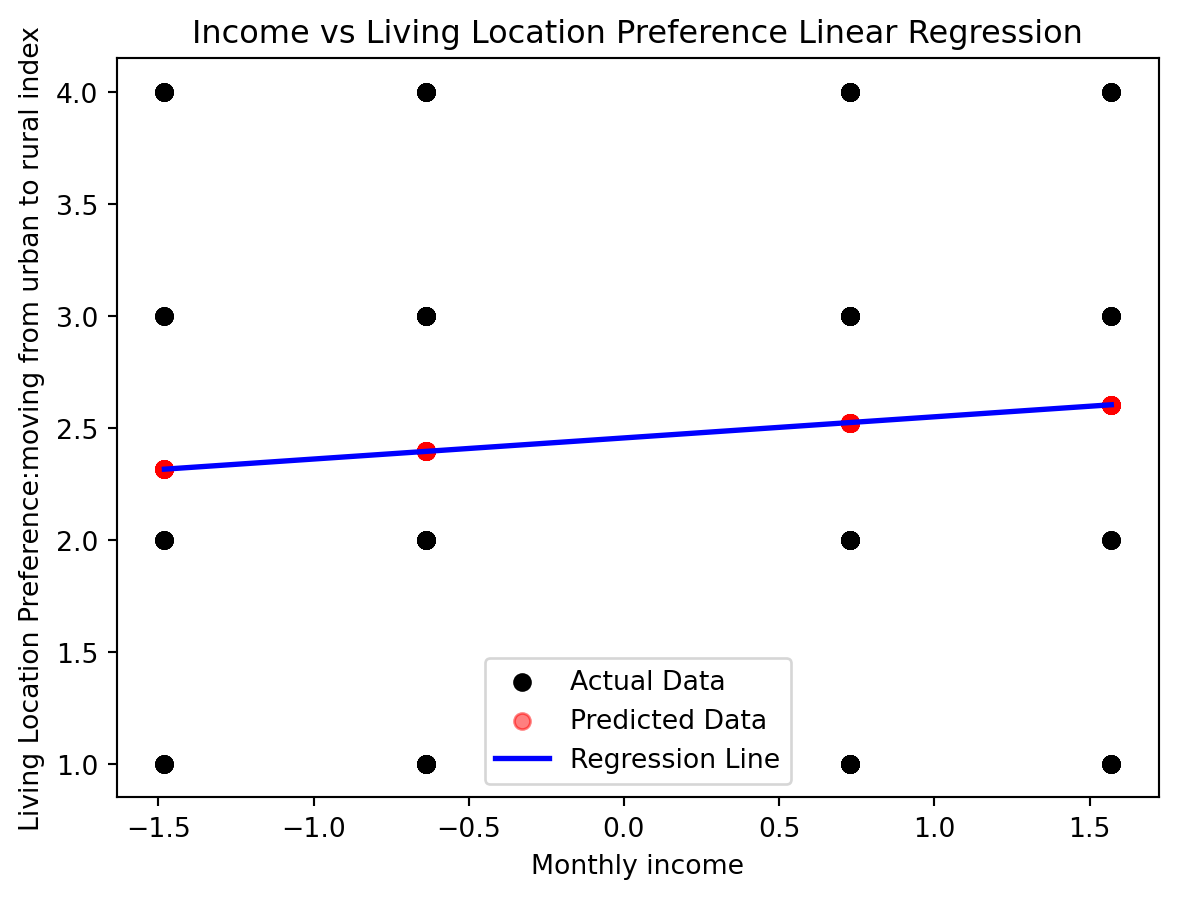 Income vs Living Location Preference Linear Regression
Living Location Preference:moving from urban to rural index
4.0
3.5
3.0
2.5
2.0
1.5
1.0
Actual Data
Predicted Data
Regression Line
−1.5 −1.0 −0.5 0.0 0.5 1.0 1.5
Monthly income